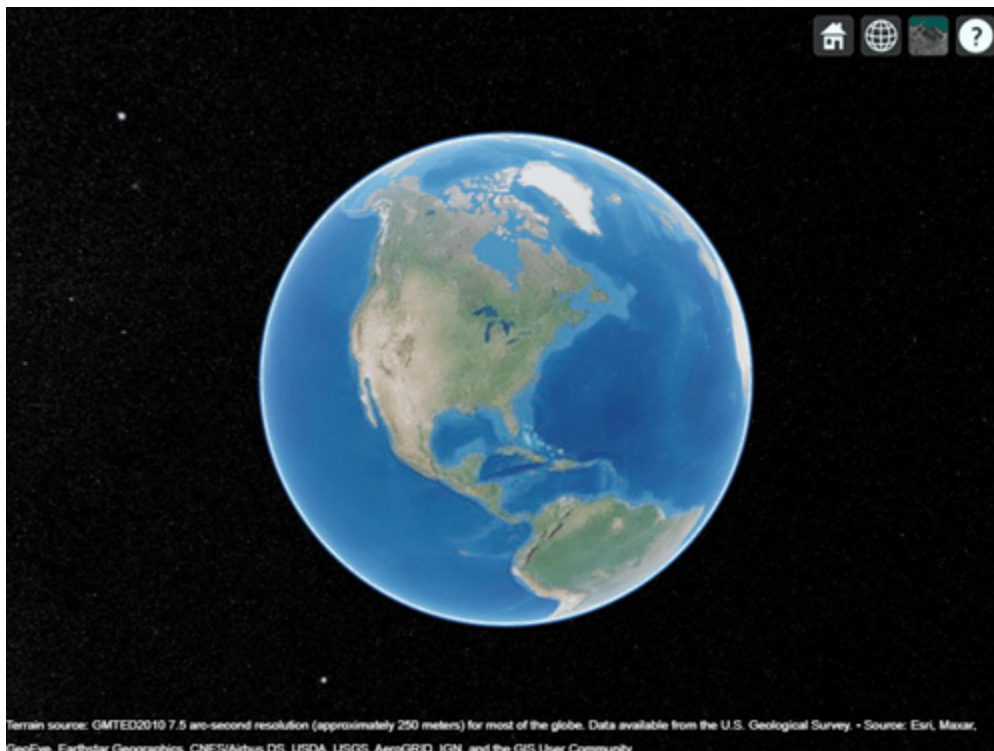 ?
Terrain source: GMTED2010 7.5 arc-second resolution (approximately 250 meters) for most of the globe. Data available from the U.S. Geological Survey. • Source: Esri, Maxar,
GeoEye, Earthstar Geographics, CNES/Airbus DS, USDA, USGS, AeroGRID, IGN, and the GIS User Community